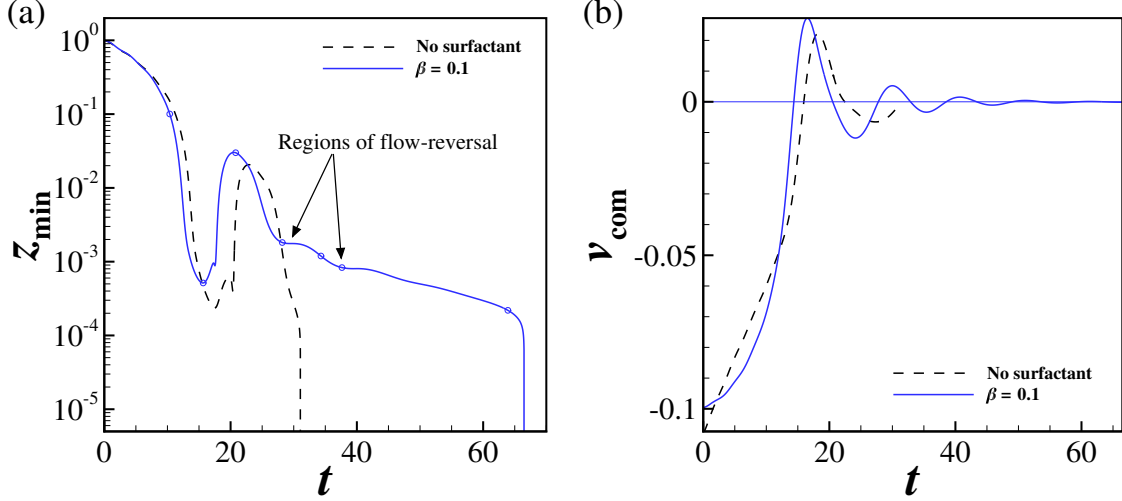 (a)
10^0
10^-1
10^-2
10^-3
10^-4
10^-5
z_min
0
20
40
60
t
No surfactant
β = 0.1
Regions of flow-reversal
(b)
0
-0.05
-0.1
v_com
0
20
40
60
t
No surfactant
β = 0.1